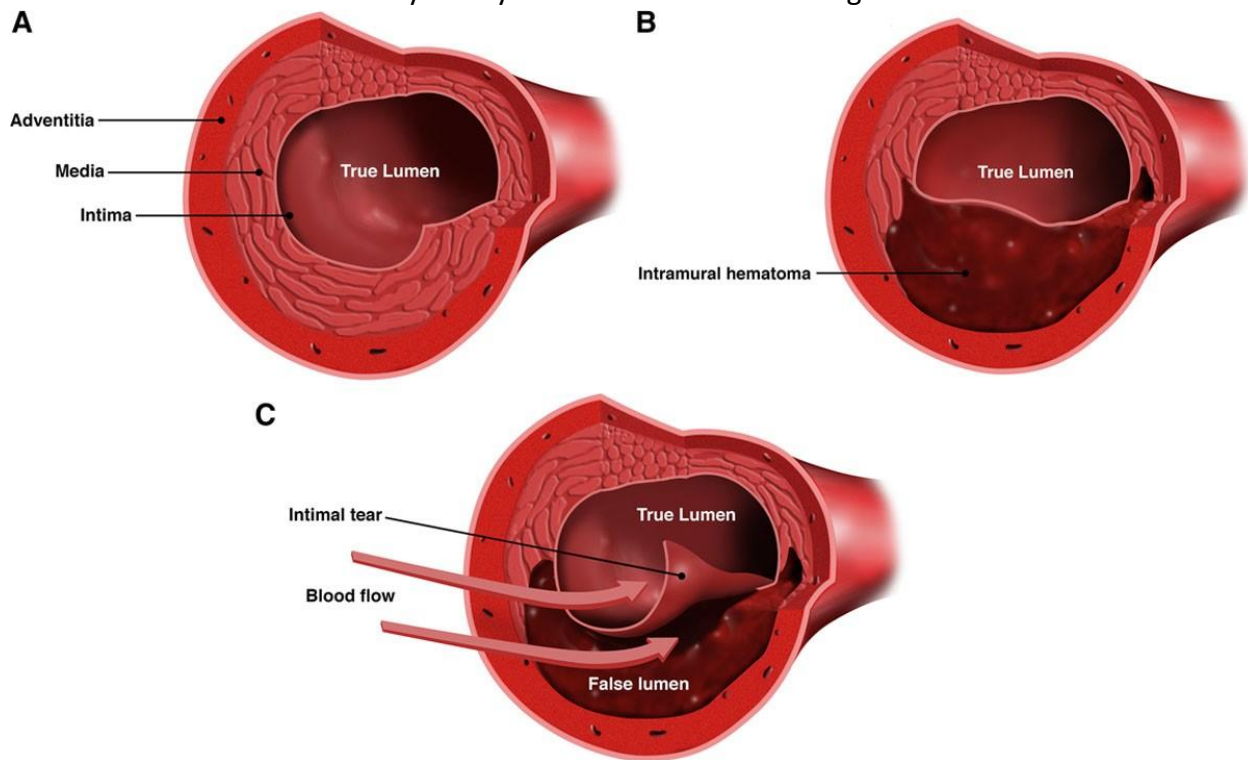 A
B
Adventitia
Media
Intima
True Lumen
True Lumen
Intramural hematoma
C
Intimal tear
True Lumen
Blood flow
False lumen